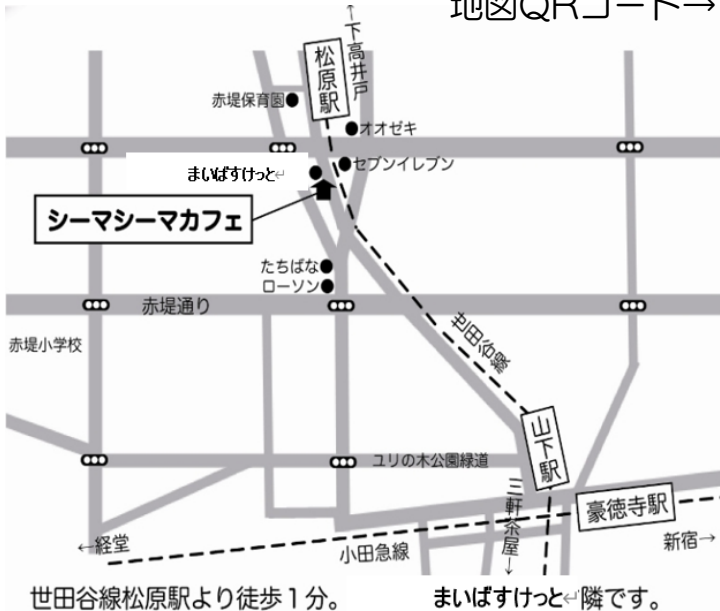 地図QRコード→
←下高井戸
松原駅
赤堤保育園
オオゼキ
セブンイレブン
まいばすけっと↵
シーマシーマカフェ
たちばな
ローソン
赤堤通り
世田谷線
赤堤小学校
山下駅
ユリの木公園緑道
三軒茶屋→
豪徳寺駅
←経堂
小田急線
新宿→
世田谷線松原駅より徒歩1分。 まいばすけっと↵隣です。